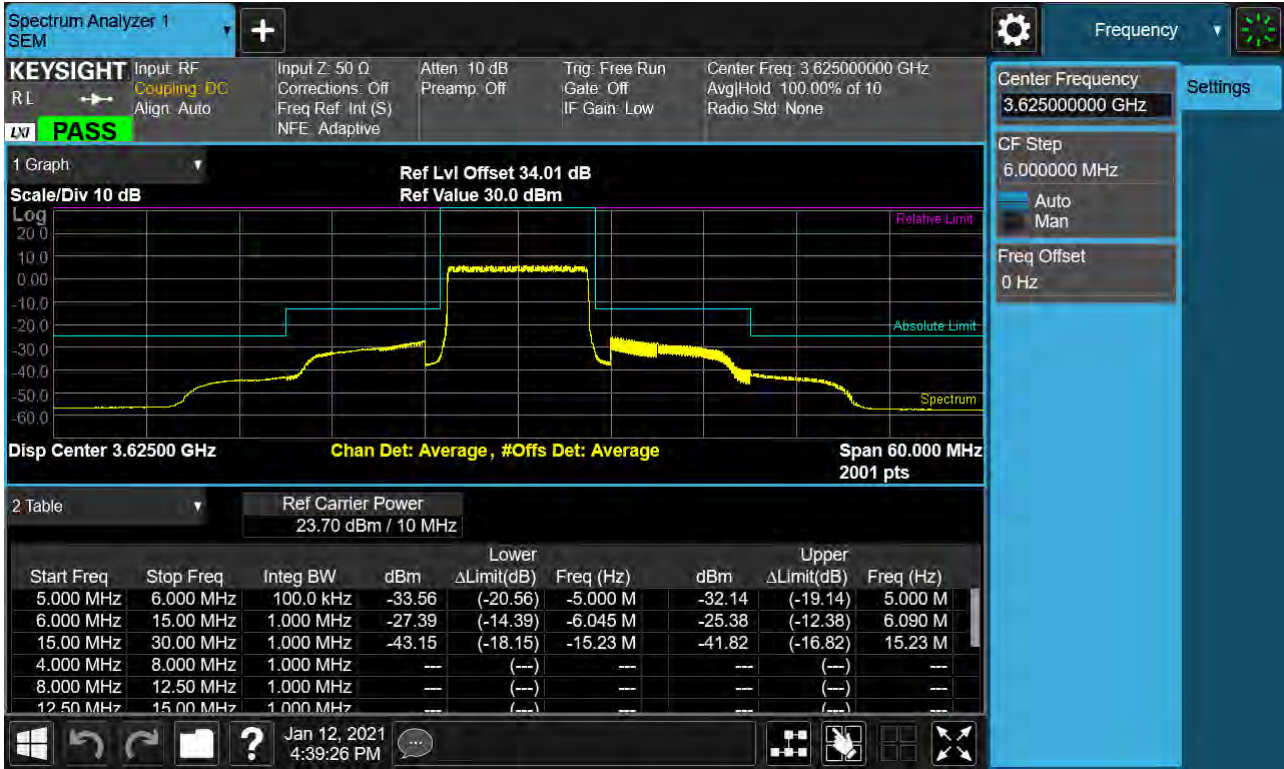 Spectrum Analyzer 1
SEM
Frequency
KEYSIGHT
R L
LXI
PASS
Input: RF
Coupling: DC
Align: Auto
Input Z: 50 Ω
Corrections: Off
Freq Ref: Int (S)
NFE: Adaptive
Atten: 10 dB
Preamp: Off
Trig: Free Run
Gate: Off
IF Gain: Low
Center Freq: 3.625000000 GHz
Avg|Hold: 100.00% of 10
Radio Std: None
Center Frequency
3.625000000 GHz
Settings
CF Step
6.000000 MHz
Auto
Man
Freq Offset
0 Hz
1 Graph
Scale/Div 10 dB
Ref Lvl Offset 34.01 dB
Ref Value 30.0 dBm
Log
20.0
10.0
0.00
-10.0
-20.0
-30.0
-40.0
-50.0
-60.0
Relative Limit
Absolute Limit
Spectrum
Disp Center 3.62500 GHz
Chan Det: Average, #Offs Det: Average
Span 60.000 MHz
2001 pts
2 Table
Ref Carrier Power
23.70 dBm / 10 MHz
Lower Upper
Start Freq Stop Freq Integ BW dBm ΔLimit(dB) Freq (Hz) dBm ΔLimit(dB) Freq (Hz)
5.000 MHz 6.000 MHz 100.0 kHz -33.56 (-20.56) -5.000 M -32.14 (-19.14) 5.000 M
6.000 MHz 15.00 MHz 1.000 MHz -27.39 (-14.39) -6.045 M -25.38 (-12.38) 6.090 M
15.00 MHz 30.00 MHz 1.000 MHz -43.15 (-18.15) -15.23 M -41.82 (-16.82) 15.23 M
4.000 MHz 8.000 MHz 1.000 MHz --- (---) --- --- (---) ---
8.000 MHz 12.50 MHz 1.000 MHz --- (---) --- --- (---) ---
12.50 MHz 15.00 MHz 1.000 MHz --- (---) --- --- (---) ---
Jan 12, 2021
4:39:26 PM